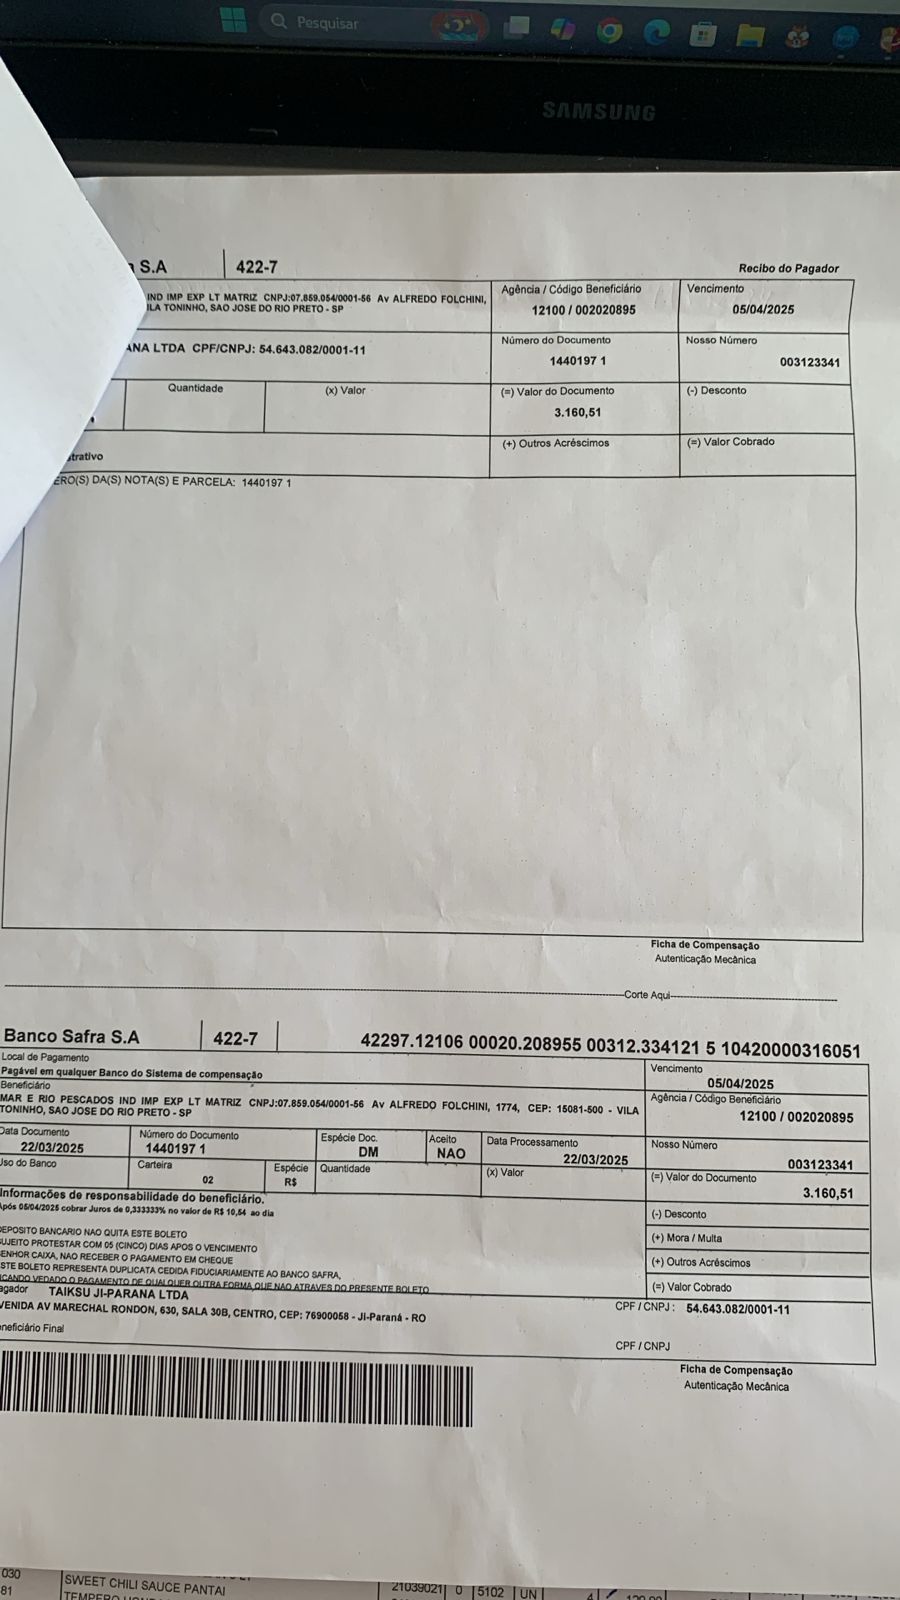 Pesquisar
SAMSUNG
S.A
422-7
Recibo do Pagador
IND IMP EXP LT MATRIZ CNPJ:07.859.054/0001-56 Av ALFREDO FOLCHINI,
TONINHO, SAO JOSE DO RIO PRETO - SP
Agência / Código Beneficiário
12100 / 002020895
Vencimento
05/04/2025
LTDA CPF/CNPJ: 54.643.082/0001-11
Número do Documento
1440197 1
Nosso Número
003123341
Quantidade
(x) Valor
(=) Valor do Documento
3.160,51
(-) Desconto
(+) Outros Acréscimos
(=) Valor Cobrado
DA(S) NOTA(S) E PARCELA: 1440197 1
Ficha de Compensação
Autenticação Mecânica
Corte Aqui
Banco Safra S.A
422-7
42297.12106 00020.208955 00312.334121 5 10420000316051
Local de Pagamento
Pagável em qualquer Banco do Sistema de compensação
Vencimento
05/04/2025
Beneficiário
MAR E RIO PESCADOS IND IMP EXP LT MATRIZ CNPJ:07.859.054/0001-56 Av ALFREDO FOLCHINI, 1774, CEP: 15081-500 - VILA
TONINHO, SAO JOSE DO RIO PRETO - SP
Agência / Código Beneficiário
12100 / 002020895
Data Documento
22/03/2025
Número do Documento
1440197 1
Espécie Doc.
DM
Aceito
NAO
Data Processamento
22/03/2025
Nosso Número
003123341
Uso do Banco
Carteira
02
Espécie
R$
Quantidade
(x) Valor
(=) Valor do Documento
3.160,51
Informações de responsabilidade do beneficiário.
Após 05/04/2025 cobrar Juros de 0,333333% no valor de R$ 10,54 ao dia
(-) Desconto
DEPOSITO BANCARIO NAO QUITA ESTE BOLETO
SUJEITO PROTESTAR COM 05 (CINCO) DIAS APOS O VENCIMENTO
SENHOR CAIXA, NAO RECEBER O PAGAMENTO EM CHEQUE
ESTE BOLETO REPRESENTA DUPLICATA CEDIDA FIDUCIARIAMENTE AO BANCO SAFRA,
FICANDO VEDADO O PAGAMENTO DE QUALQUER OUTRA FORMA QUE NAO ATRAVES DO PRESENTE BOLETO
(+) Mora / Multa
(+) Outros Acréscimos
(=) Valor Cobrado
Pagador TAIKSU JI-PARANA LTDA
CPF / CNPJ: 54.643.082/0001-11
AVENIDA AV MARECHAL RONDON, 630, SALA 30B, CENTRO, CEP: 76900058 - Ji-Paraná - RO
Beneficiário Final
CPF / CNPJ
Ficha de Compensação
Autenticação Mecânica
030
SWEET CHILI SAUCE PANTAI
21039021 0 5102 UN
81
TEMPERO